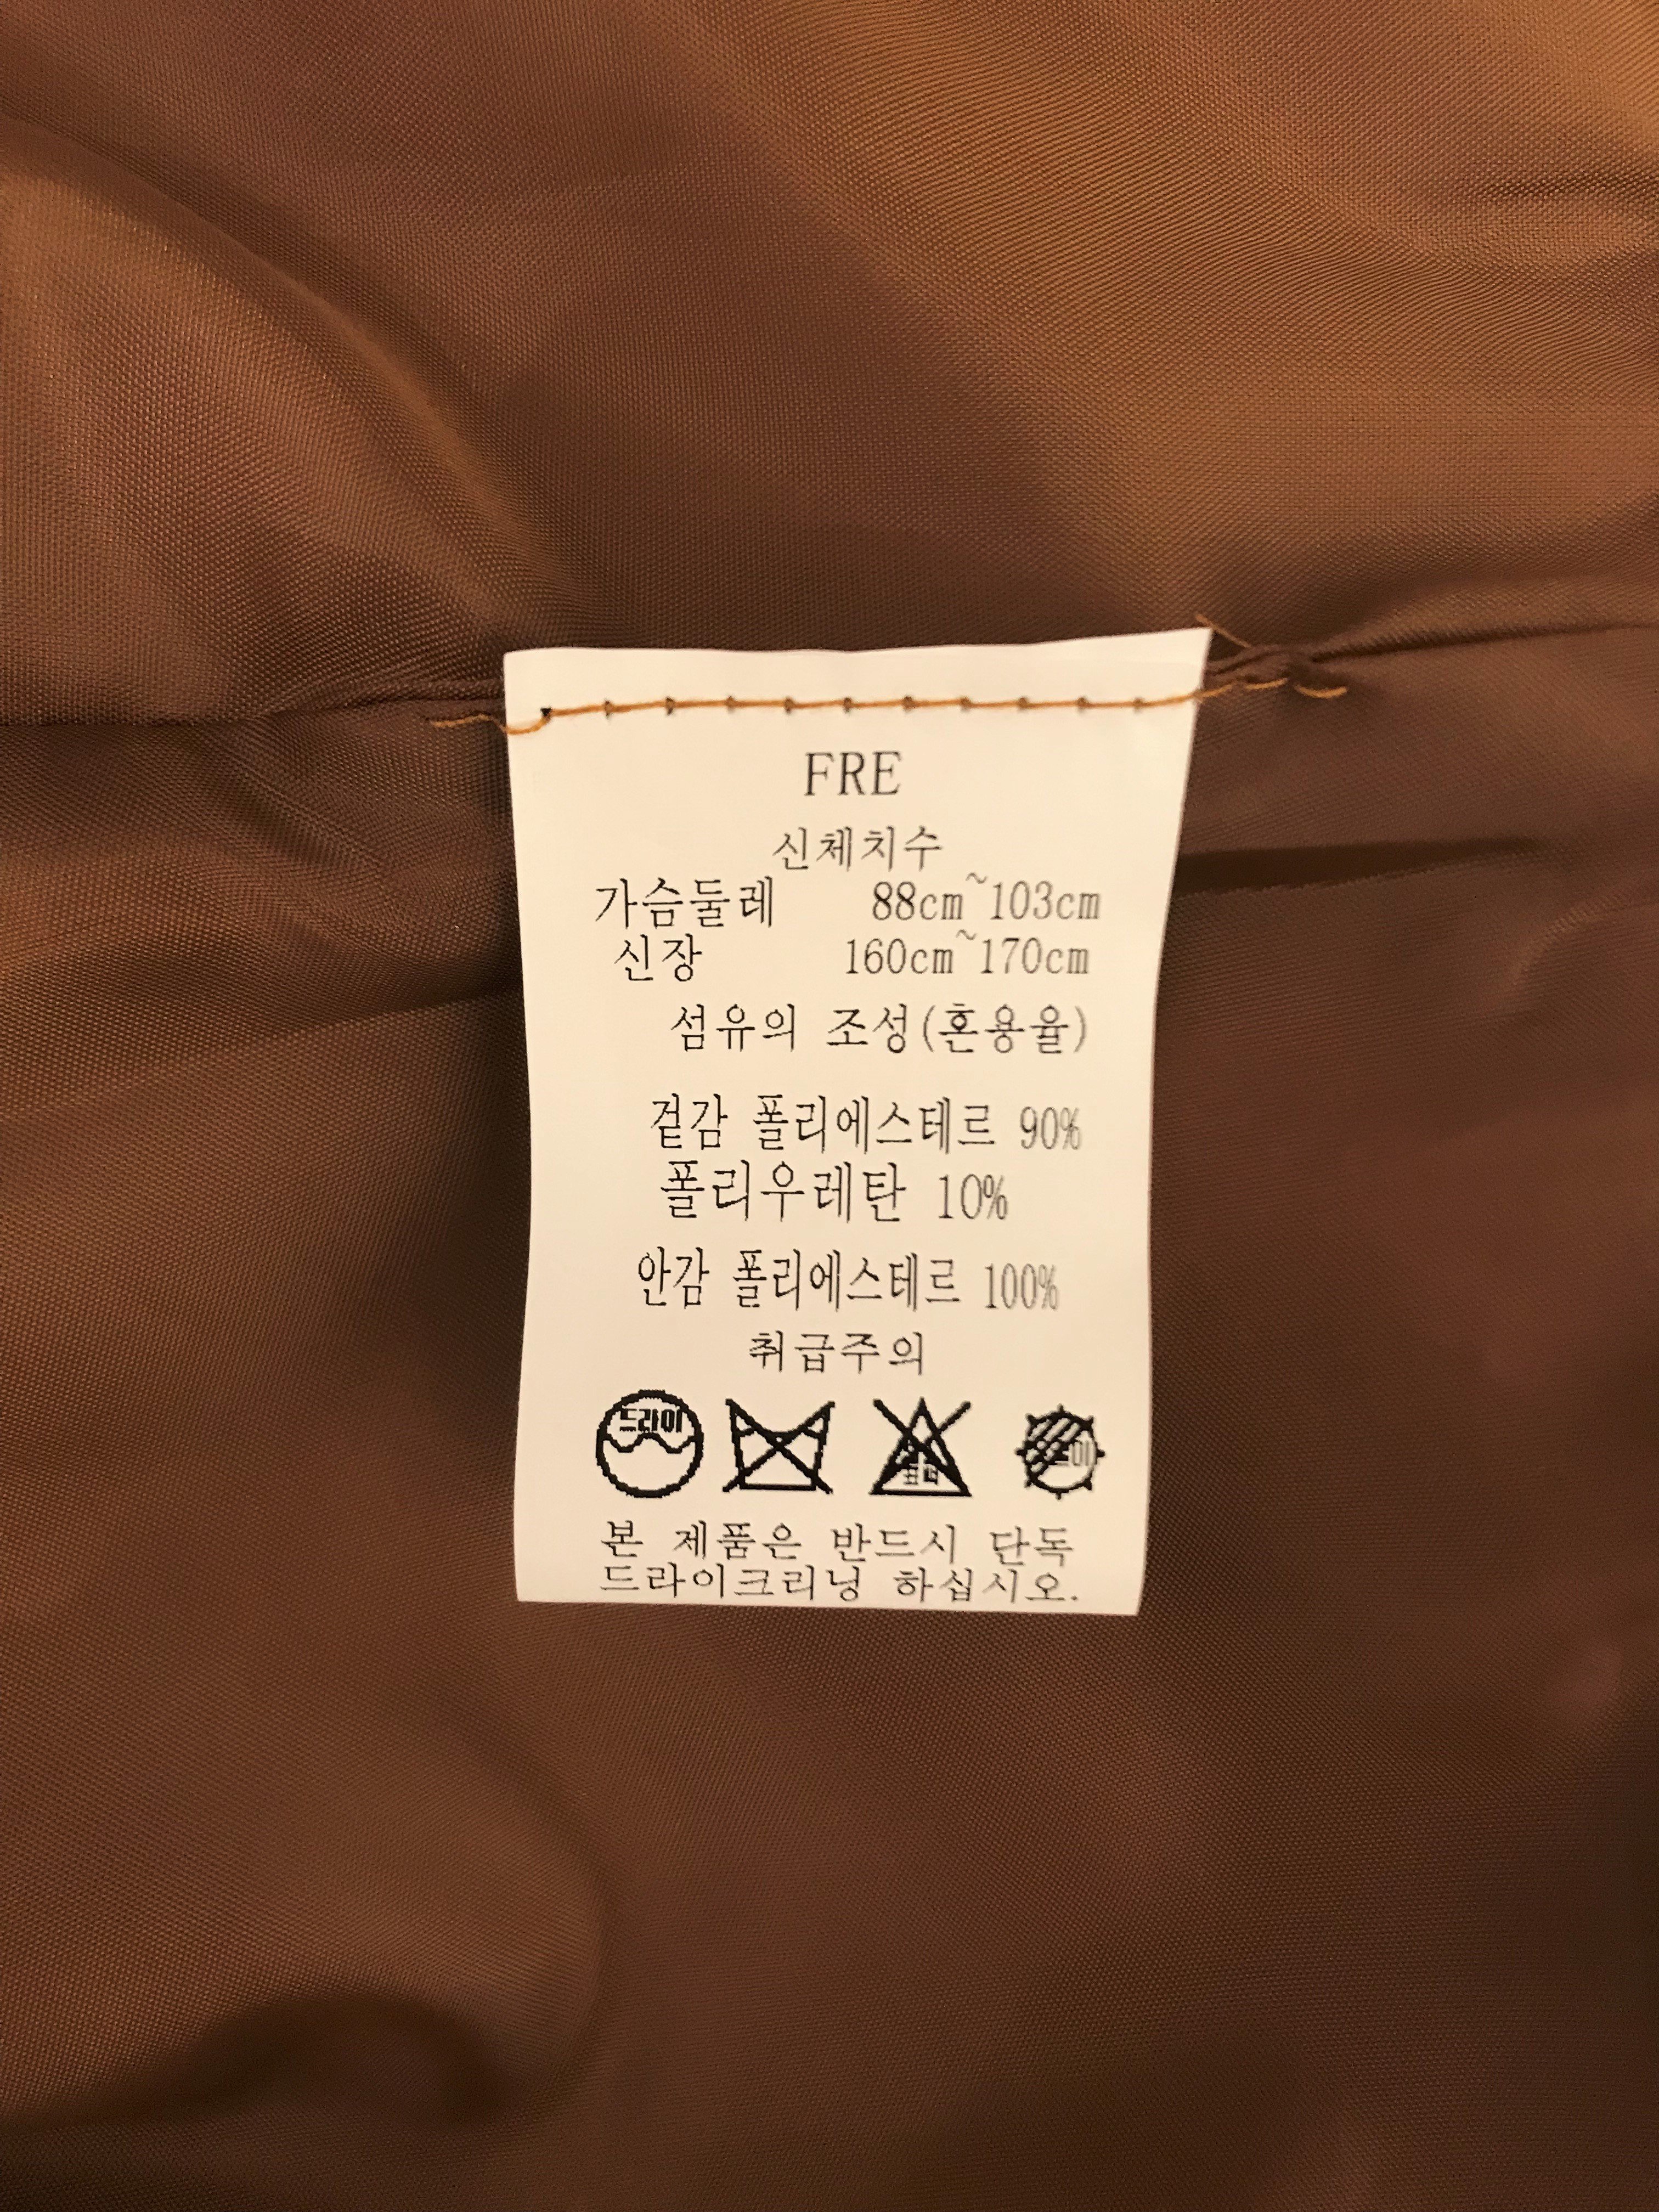 FRE
신체치수
가슴둘레 88cm~103cm
신장 160cm~170cm
섬유의 조성(혼용율)
겉감 폴리에스테르 90%
폴리우레탄 10%
안감 폴리에스테르 100%
취급주의
드라이
본 제품은 반드시 단독
드라이크리닝 하십시오.